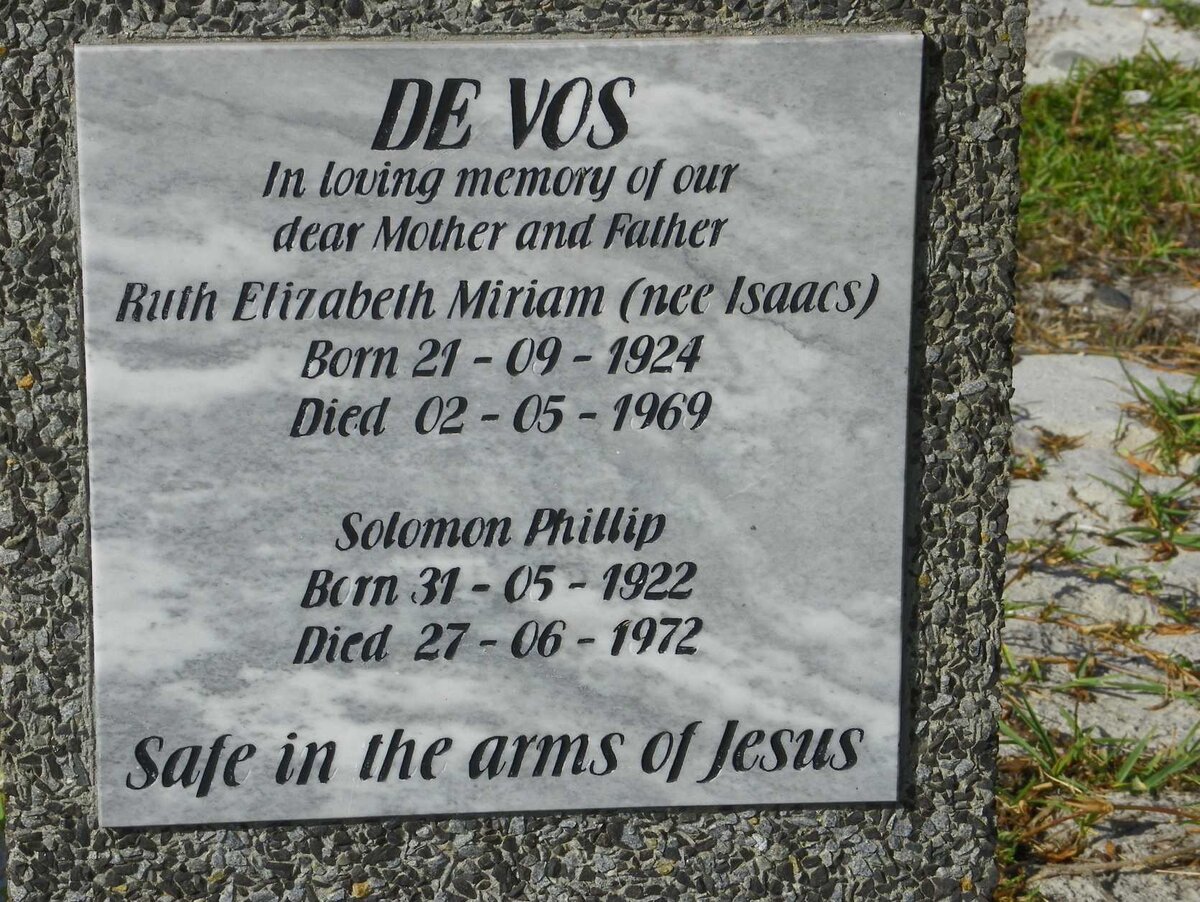 DE VOS
In loving memory of our
dear Mother and Father
Ruth Elizabeth Miriam (nee Isaacs)
Born 21 - 09 - 1924
Died 02 - 05 - 1969
Solomon Phillip
Born 31 - 05 - 1922
Died 27 - 06 - 1972
Safe in the arms of Jesus